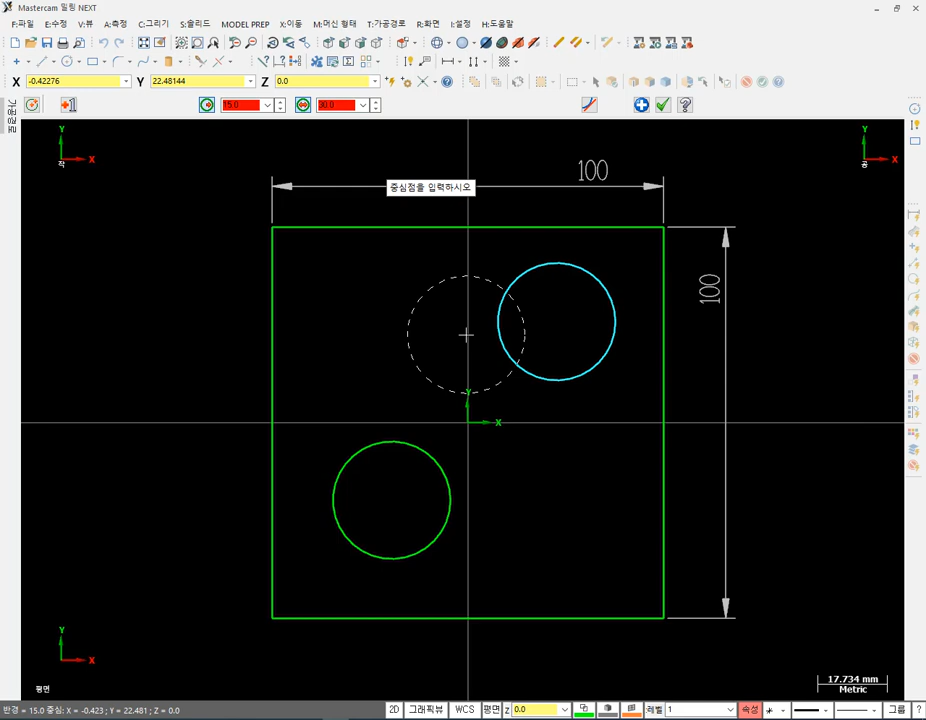 Mastercam 밀링 NEXT
F:파일 E:수정 V:뷰 A:측정 C:그리기 S:솔리드 MODEL PREP X:이동 M:머신 형태 T:가공경로 R:화면 I:설정 H:도움말
X -0.42276 Y 22.48144 Z 0.0
+1 15.0 30.0
Y
X
작
Y
X
공
100
중심점을 입력하시오
100
Y
X
Y
X
평면
17.734 mm
Metric
반경 = 15.0 중심: X = -0.423 ; Y = 22.481 ; Z = 0.0 2D 그래픽뷰 WCS 평면 Z 0.0 레벨 1 속성 그룹 ?